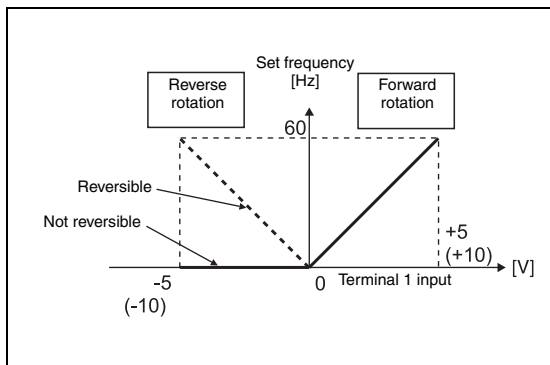 Set frequency
[Hz]
Reverse
rotation
Forward
rotation
60
Reversible
Not reversible
+5
(+10)
[V]
-5
(-10)
0
Terminal 1 input